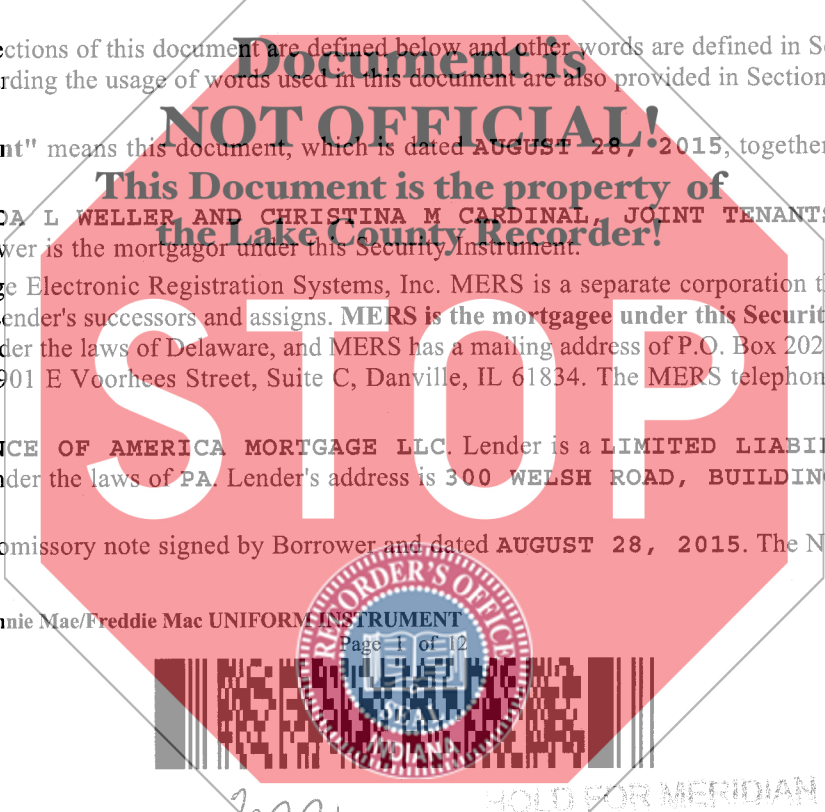 ections of this document are defined below and other words are defined in S
rding the usage of words used in this document are also provided in Section
Document is
NOT OFFICIAL!
nt" means this document, which is dated AUGUST 28, 2015, together
This Document is the property of
the Lake County Recorder!
DA L WELLER AND CHRISTINA M CARDINAL, JOINT TENANTS
wer is the mortgagor under this Security Instrument.
ge Electronic Registration Systems, Inc. MERS is a separate corporation t
ender's successors and assigns. MERS is the mortgagee under this Securit
der the laws of Delaware, and MERS has a mailing address of P.O. Box 202
901 E Voorhees Street, Suite C, Danville, IL 61834. The MERS telephon
STOP
NCE OF AMERICA MORTGAGE LLC. Lender is a LIMITED LIABI
nder the laws of PA. Lender's address is 300 WELSH ROAD, BUILDIN
omissory note signed by Borrower and dated AUGUST 28, 2015. The N
nnie Mae/Freddie Mac UNIFORM INSTRUMENT
Page 1 of 12
RECORDER'S OFFICE
SEAL
INDIANA
HOLD FOR MERIDIAN